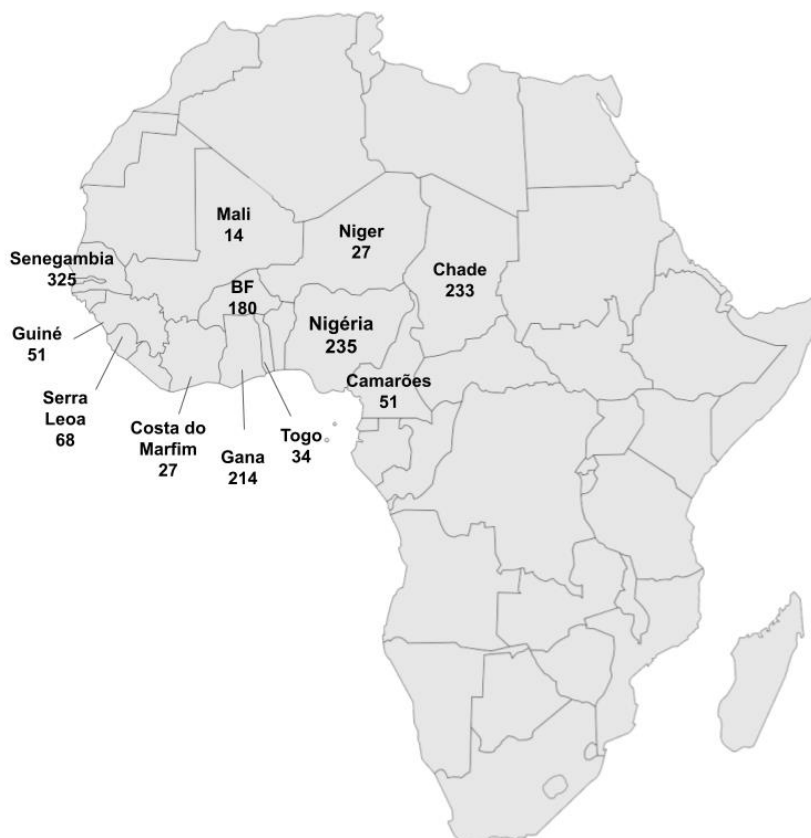 Mali
14
Niger
27
Senegambia
325
Chade
233
BF
180
Nigéria
235
Guiné
51
Camarões
51
Serra
Leoa
68
Costa do
Marfim
27
Gana
214
Togo
34